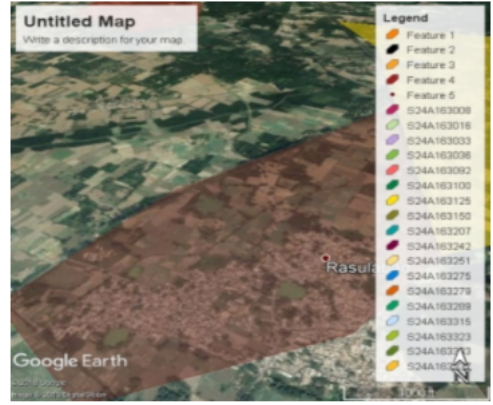 Untitled Map
Write a description for your map.
Legend
Feature 1
Feature 2
Feature 3
Feature 4
Feature 5
S24A163008
S24A163016
S24A163033
S24A163036
S24A163092
S24A163100
S24A163125
S24A163150
S24A163207
S24A163242
S24A163251
S24A163275
S24A163279
S24A163289
S24A163315
S24A163323
Rasula
Google Earth
N